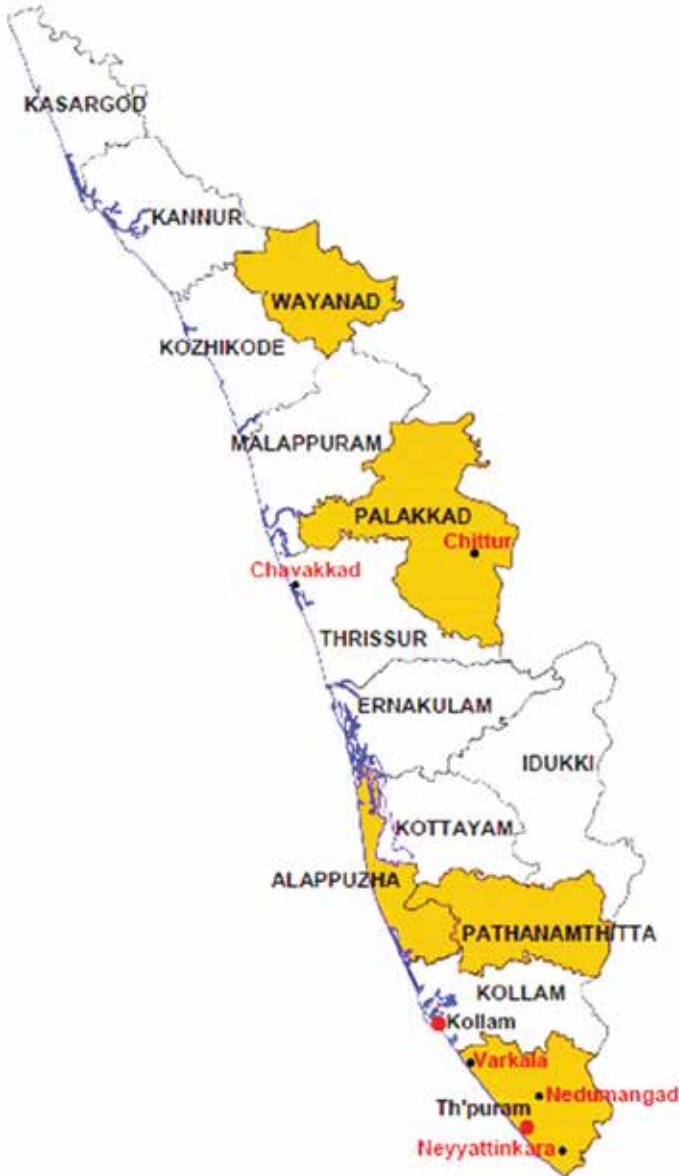 KASARGOD
KANNUR
WAYANAD
KOZHIKODE
MALAPPURAM
PALAKKAD
Chittur
Chavakkad
THRISSUR
ERNAKULAM
IDUKKI
KOTTAYAM
ALAPPUZHA
PATHANAMTHITTA
KOLLAM
Kollam
Varkala
Nedumangad
Th'puram
Neyyattinkara